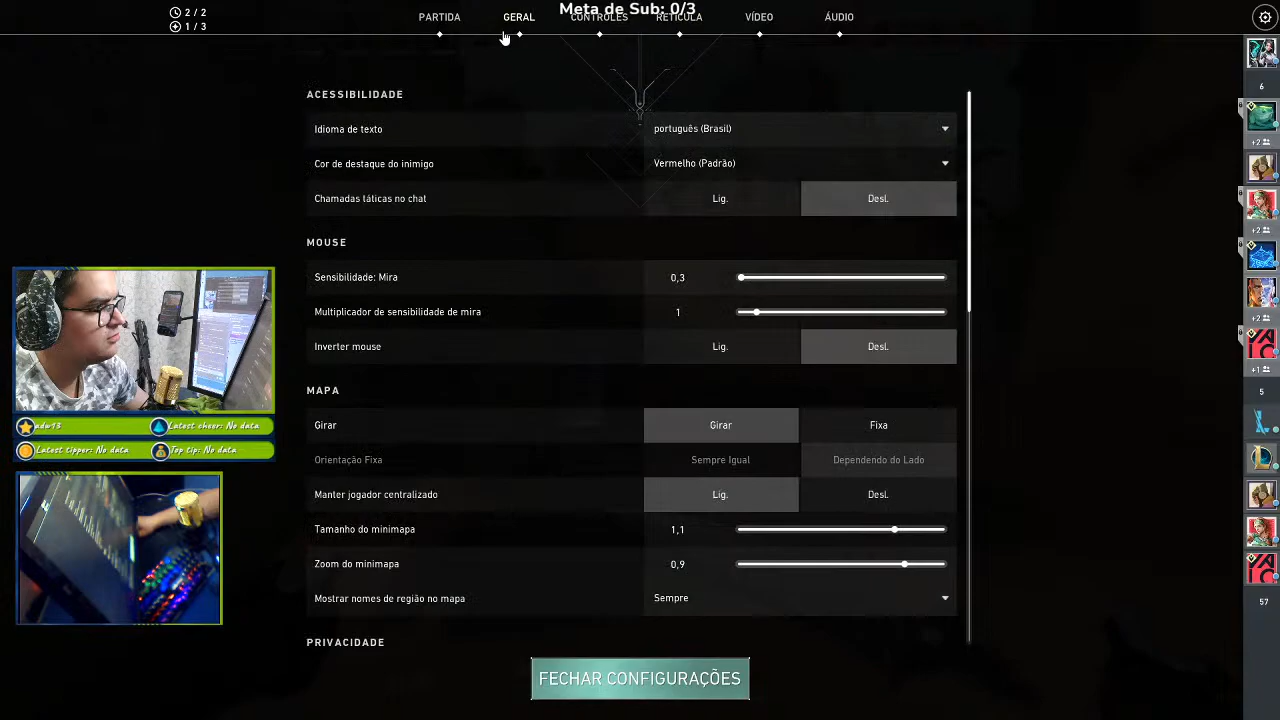 Meta de Sub: 0/3
2 / 2
1 / 3
PARTIDA
GERAL
CONTROLES
RETÍCULA
VÍDEO
ÁUDIO
ACESSIBILIDADE
Idioma de texto
português (Brasil)
Cor de destaque do inimigo
Vermelho (Padrão)
Chamadas táticas no chat
Lig.
Desl.
MOUSE
Sensibilidade: Mira
0,3
Multiplicador de sensibilidade de mira
1
Inverter mouse
Lig.
Desl.
MAPA
Girar
Girar
Fixa
Orientação Fixa
Sempre Igual
Dependendo do Lado
Manter jogador centralizado
Lig.
Desl.
Tamanho do minimapa
1,1
Zoom do minimapa
0,9
Mostrar nomes de região no mapa
Sempre
PRIVACIDADE
FECHAR CONFIGURAÇÕES
Latest cheer: No data
Latest tipper: No data
Top tip: No data
6
+2
+2
+2
+1
5
57